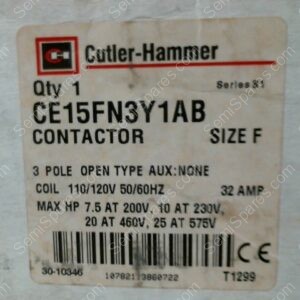 Cutler-Hammer
Qty 1
CE15FN3Y1AB
CONTACTOR SIZE F
3 POLE OPEN TYPE AUX:NONE
COIL 110/120V 50/60HZ 32 AMP
MAX HP 7.5 AT 200V, 10 AT 230V,
20 AT 460V, 25 AT 575V
CE
30-10346
T1299